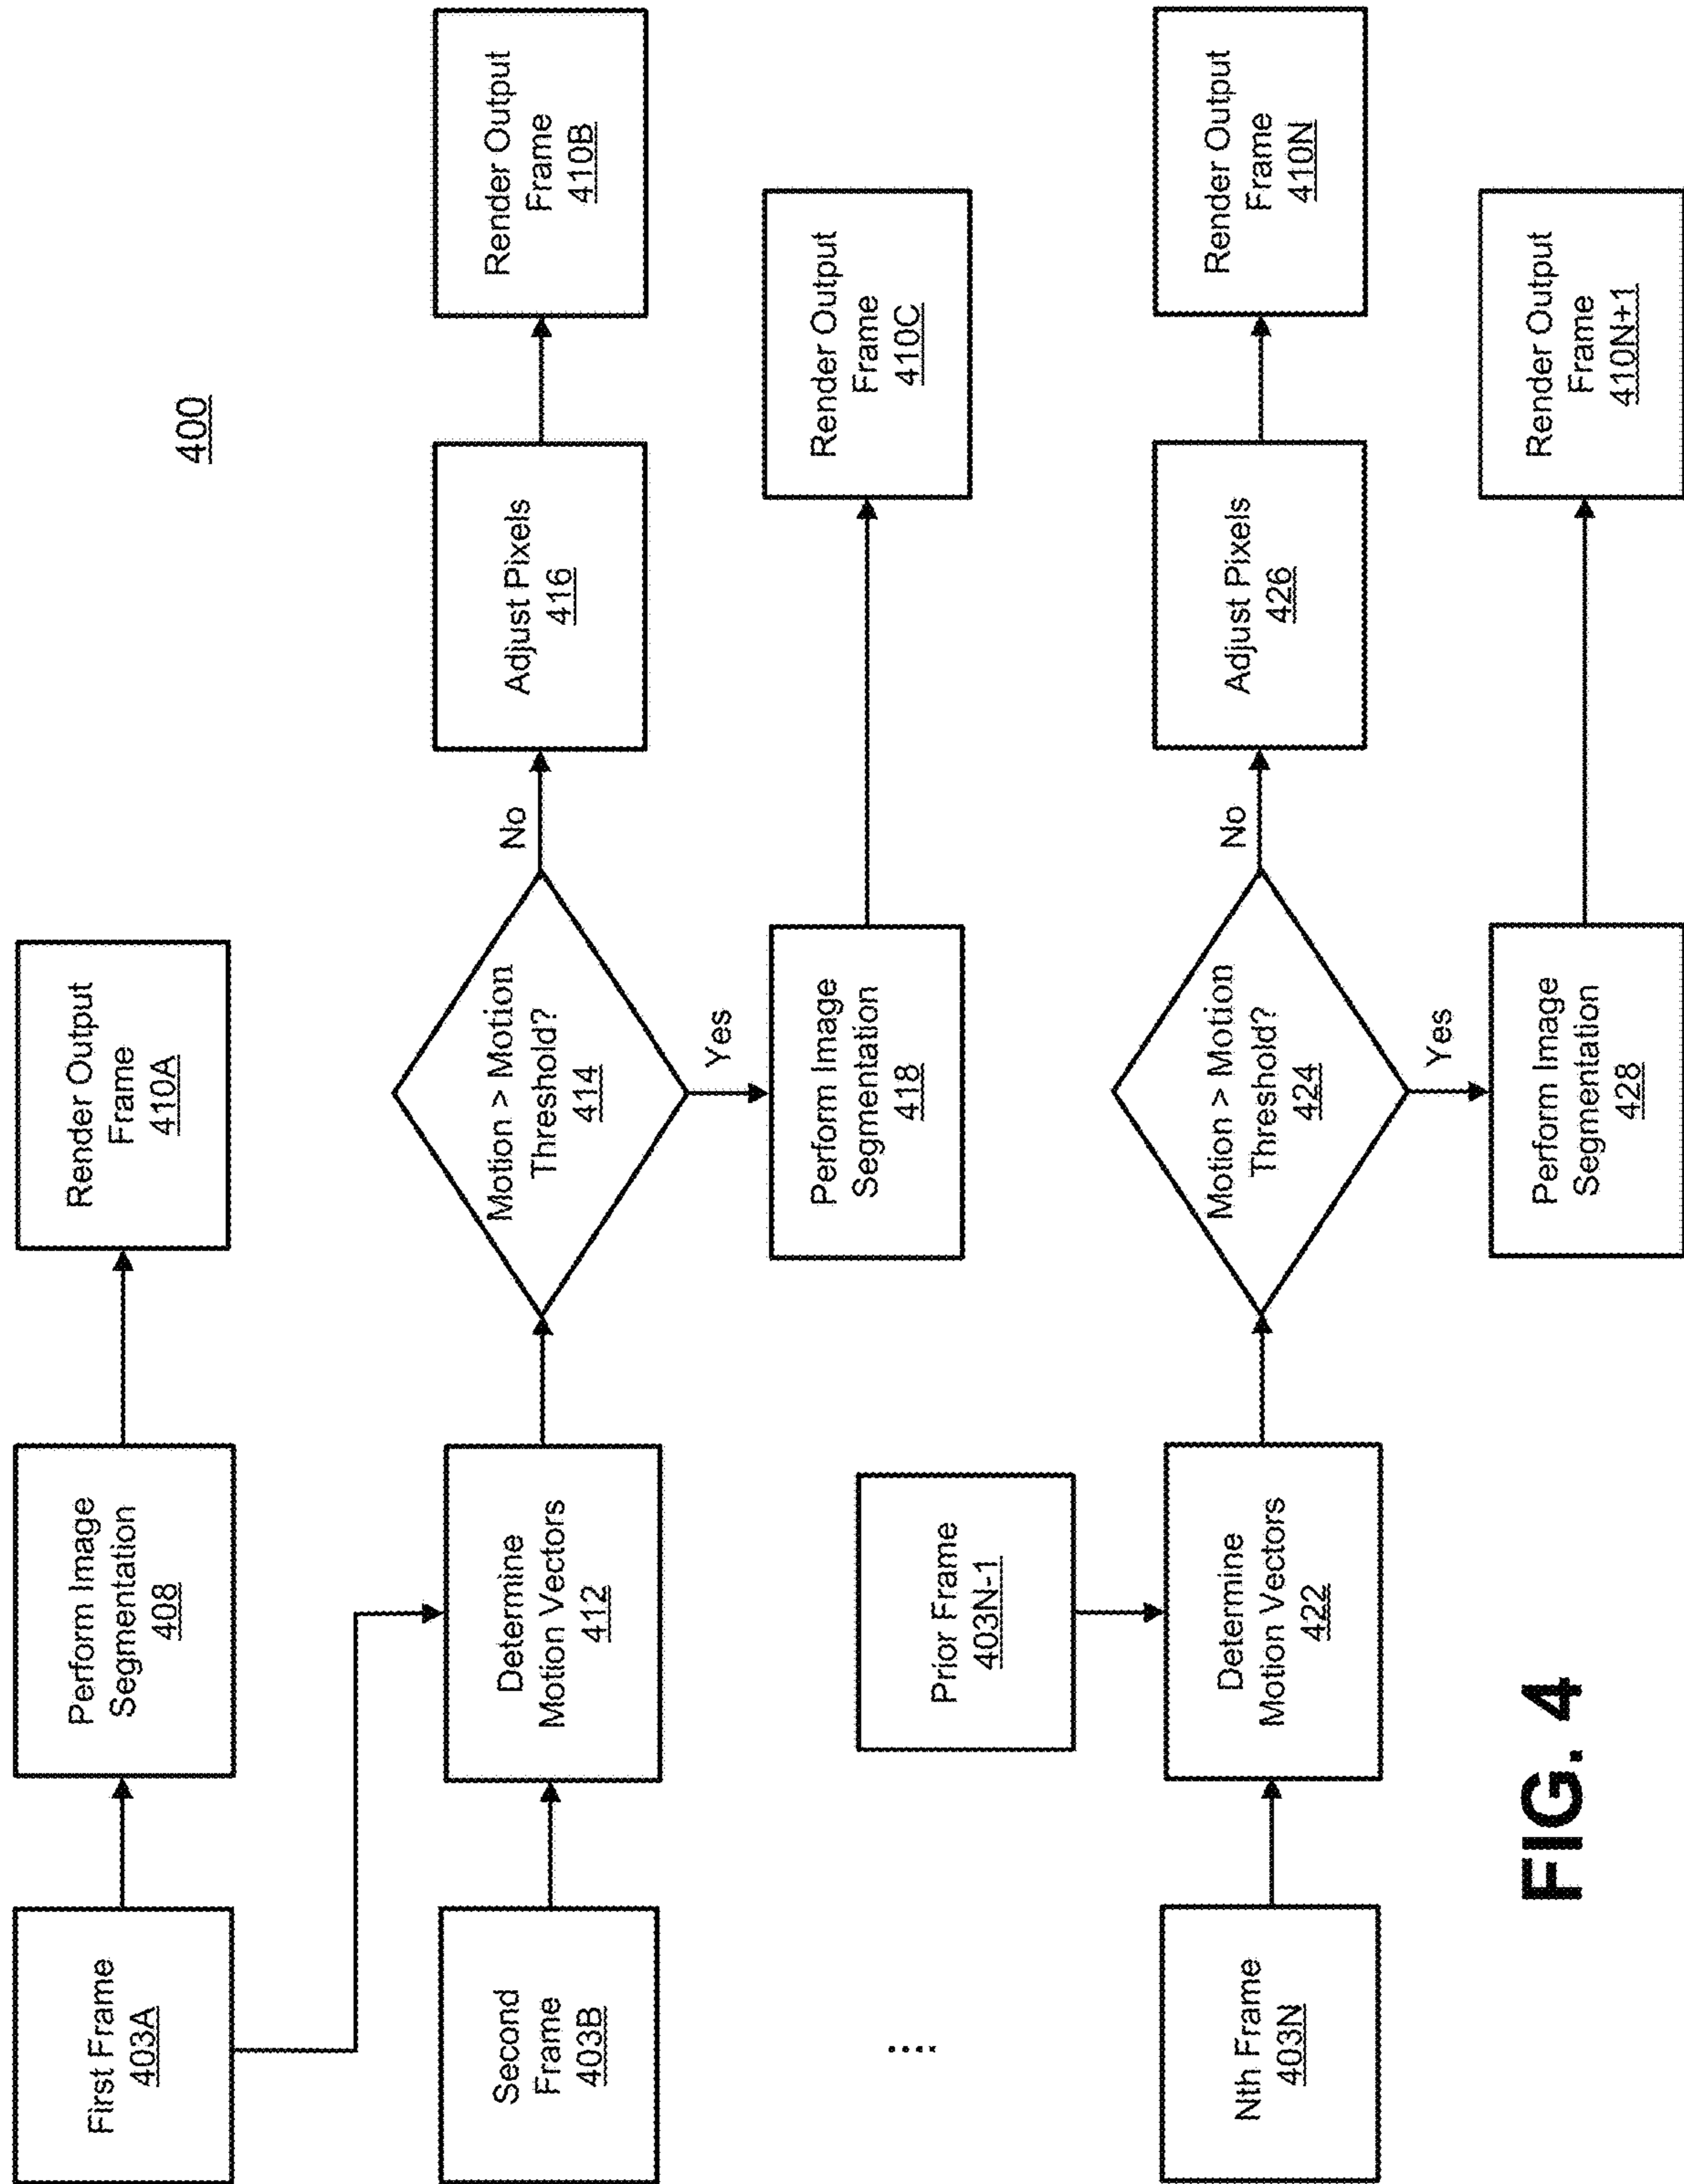 400
First Frame
403A
Perform Image
Segmentation
408
Render Output
Frame
410A
Second
Frame
403B
Determine
Motion Vectors
412
Motion > Motion
Threshold?
414
No
Adjust Pixels
416
Render Output
Frame
410B
Yes
Perform Image
Segmentation
418
Render Output
Frame
410C
....
Prior Frame
403N-1
Nth Frame
403N
Determine
Motion Vectors
422
Motion > Motion
Threshold?
424
No
Adjust Pixels
426
Render Output
Frame
410N
Yes
Perform Image
Segmentation
428
Render Output
Frame
410N+1
FIG. 4